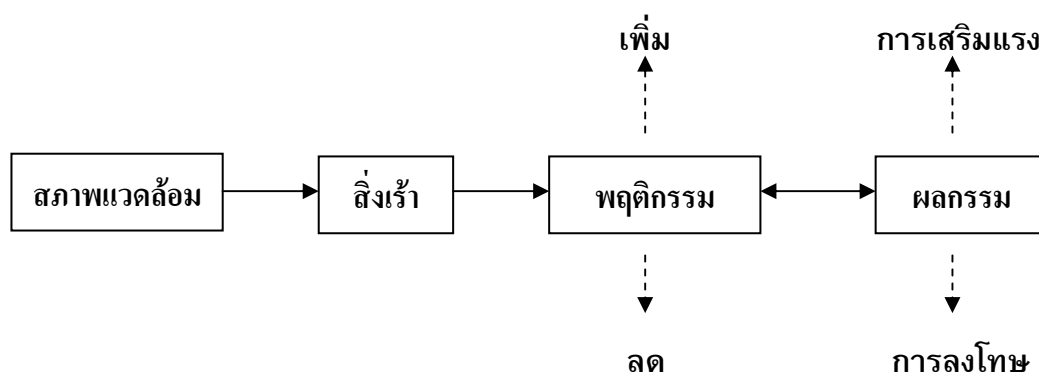 เพิ่ม การเสริมแรง
สภาพแวดล้อม สิ่งเร้า พฤติกรรม ผลกรรม
ลด การลงโทษ